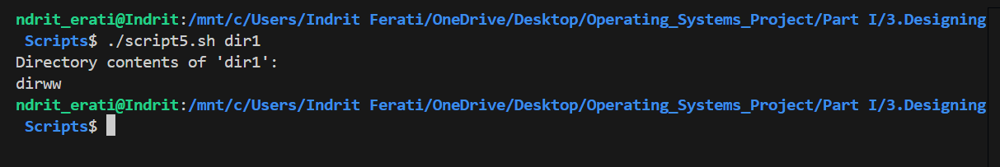 ndrit_erati@Indrit:/mnt/c/Users/Indrit Ferati/OneDrive/Desktop/Operating_Systems_Project/Part I/3.Designing
Scripts$ ./script5.sh dir1
Directory contents of 'dir1':
dirww
ndrit_erati@Indrit:/mnt/c/Users/Indrit Ferati/OneDrive/Desktop/Operating_Systems_Project/Part I/3.Designing
Scripts$